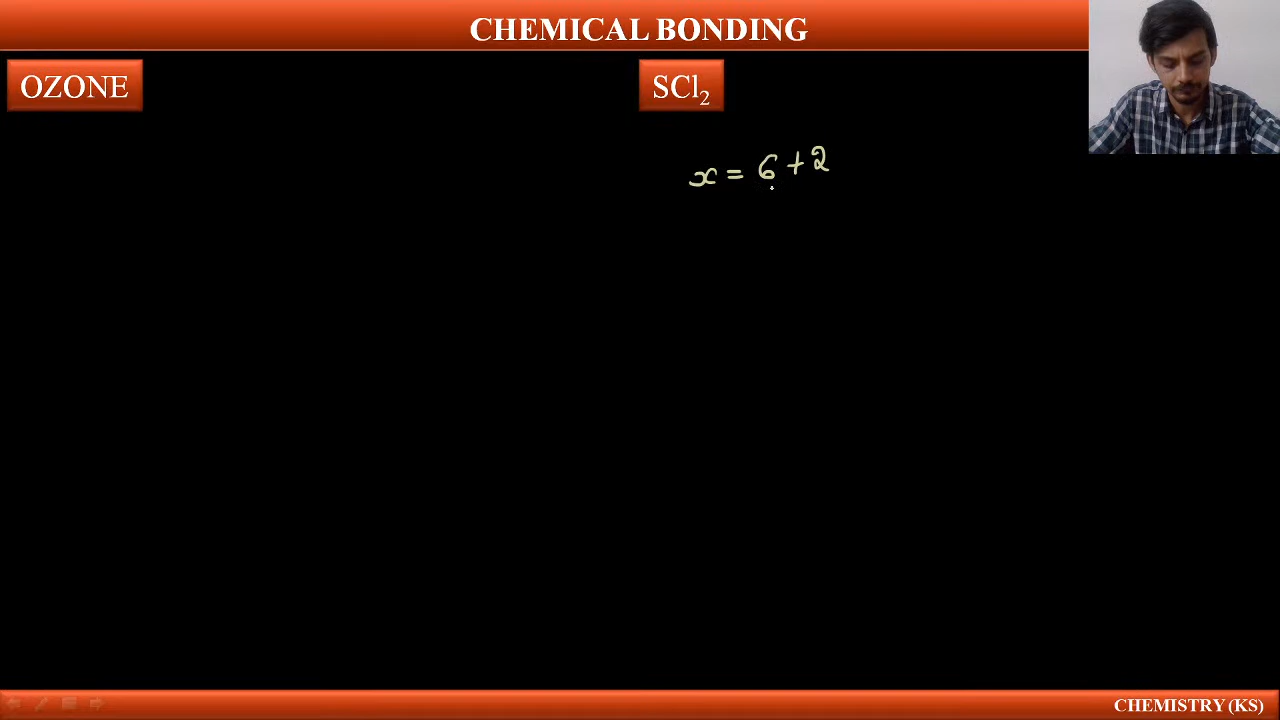 CHEMICAL BONDING
OZONE
SCl₂
x = 6 + 2
CHEMISTRY (KS)